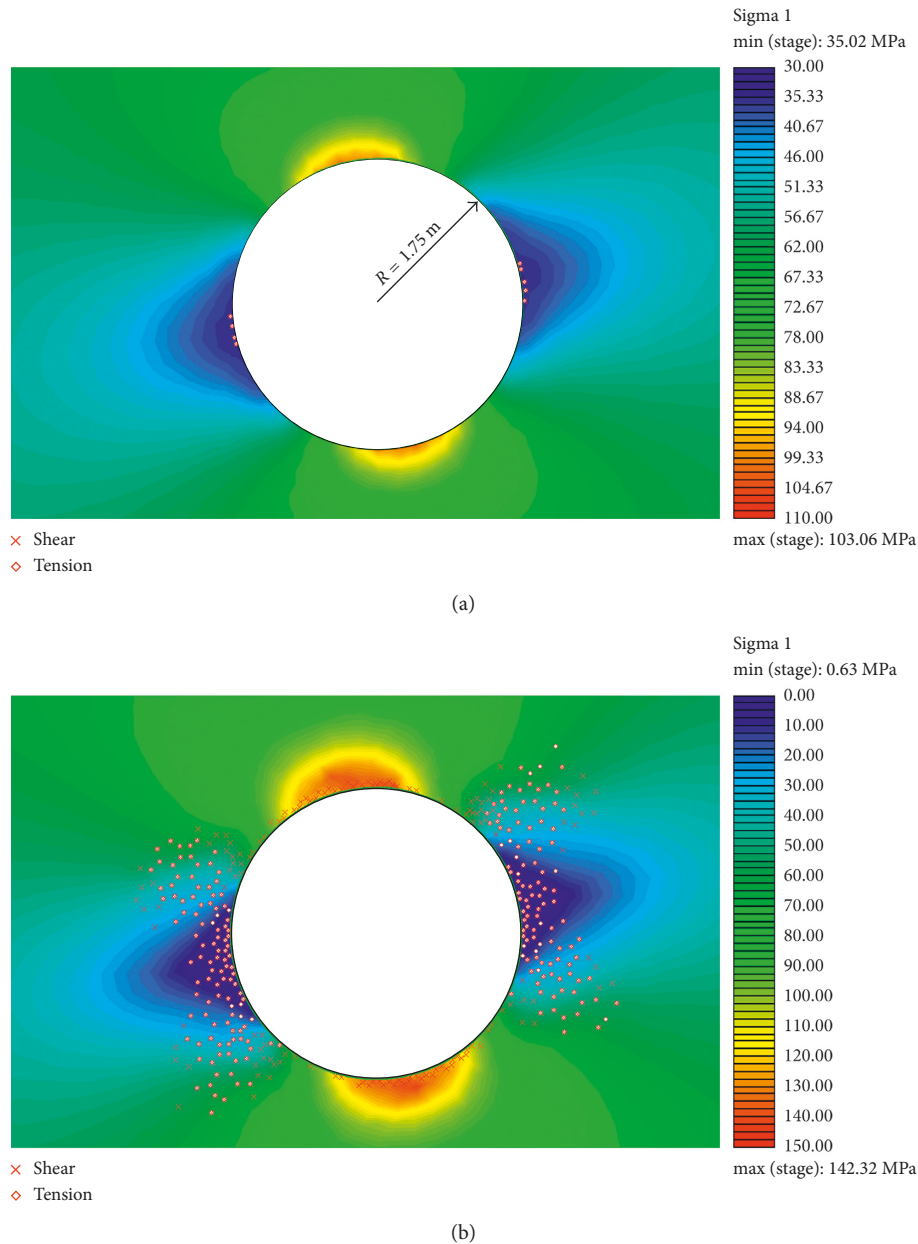 Sigma 1
min (stage): 35.02 MPa
30.00
35.33
40.67
46.00
51.33
56.67
62.00
67.33
72.67
78.00
83.33
88.67
94.00
99.33
104.67
110.00
max (stage): 103.06 MPa
R = 1.75 m
Shear
Tension
(a)
Sigma 1
min (stage): 0.63 MPa
0.00
10.00
20.00
30.00
40.00
50.00
60.00
70.00
80.00
90.00
100.00
110.00
120.00
130.00
140.00
150.00
max (stage): 142.32 MPa
Shear
Tension
(b)